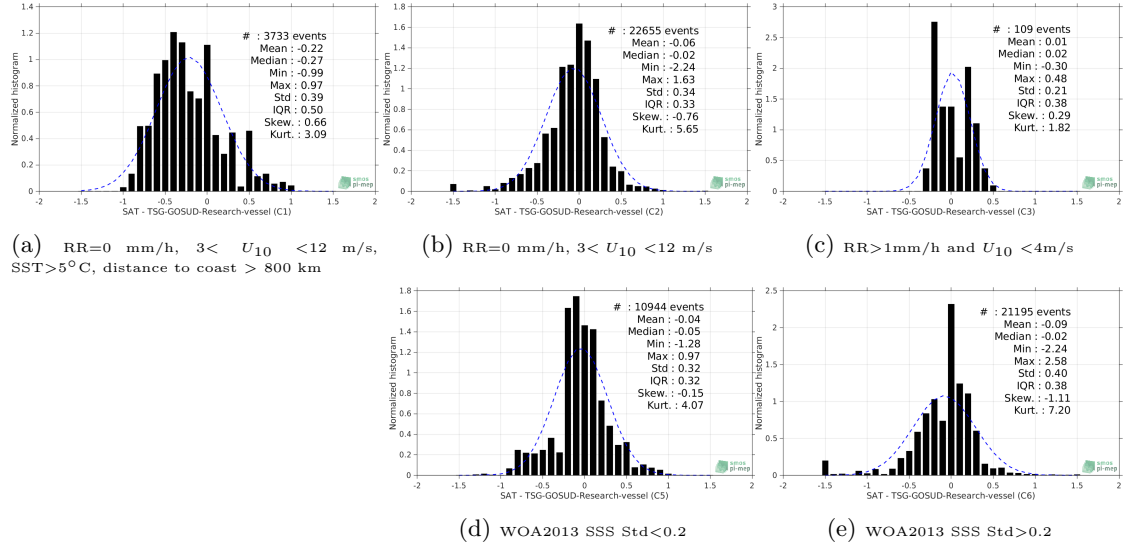 1.4
1.2
1
0.8
0.6
0.4
0.2
0
Normalized histogram
-2 -1.5 -1 -0.5 0 0.5 1 1.5 2
SAT - TSG-GOSUD-Research-vessel (C1)
# : 3733 events
Mean : -0.22
Median : -0.27
Min : -0.99
Max : 0.97
Std : 0.39
IQR : 0.50
Skew. : 0.66
Kurt. : 3.09
smos
pi-mep
(a) RR=0 mm/h, 3< U10 <12 m/s,
SST>5°C, distance to coast > 800 km
1.8
1.6
1.4
1.2
1
0.8
0.6
0.4
0.2
0
Normalized histogram
-2 -1.5 -1 -0.5 0 0.5 1 1.5 2
SAT - TSG-GOSUD-Research-vessel (C2)
# : 22655 events
Mean : -0.06
Median : -0.02
Min : -2.24
Max : 1.63
Std : 0.34
IQR : 0.33
Skew. : -0.76
Kurt. : 5.65
smos
pi-mep
(b) RR=0 mm/h, 3< U10 <12 m/s
3
2.5
2
1.5
1
0.5
0
Normalized histogram
-2 -1.5 -1 -0.5 0 0.5 1 1.5 2
SAT - TSG-GOSUD-Research-vessel (C3)
# : 109 events
Mean : 0.01
Median : 0.02
Min : -0.30
Max : 0.48
Std : 0.21
IQR : 0.38
Skew. : 0.29
Kurt. : 1.82
smos
pi-mep
(c) RR>1mm/h and U10 <4m/s
1.8
1.6
1.4
1.2
1
0.8
0.6
0.4
0.2
0
Normalized histogram
-2 -1.5 -1 -0.5 0 0.5 1 1.5 2
SAT - TSG-GOSUD-Research-vessel (C5)
# : 10944 events
Mean : -0.04
Median : -0.05
Min : -1.28
Max : 0.97
Std : 0.32
IQR : 0.32
Skew. : -0.15
Kurt. : 4.07
smos
pi-mep
(d) WOA2013 SSS Std<0.2
2.5
2
1.5
1
0.5
0
Normalized histogram
-2 -1.5 -1 -0.5 0 0.5 1 1.5 2
SAT - TSG-GOSUD-Research-vessel (C6)
# : 21195 events
Mean : -0.09
Median : -0.02
Min : -2.24
Max : 2.58
Std : 0.40
IQR : 0.38
Skew. : -1.11
Kurt. : 7.20
smos
pi-mep
(e) WOA2013 SSS Std>0.2